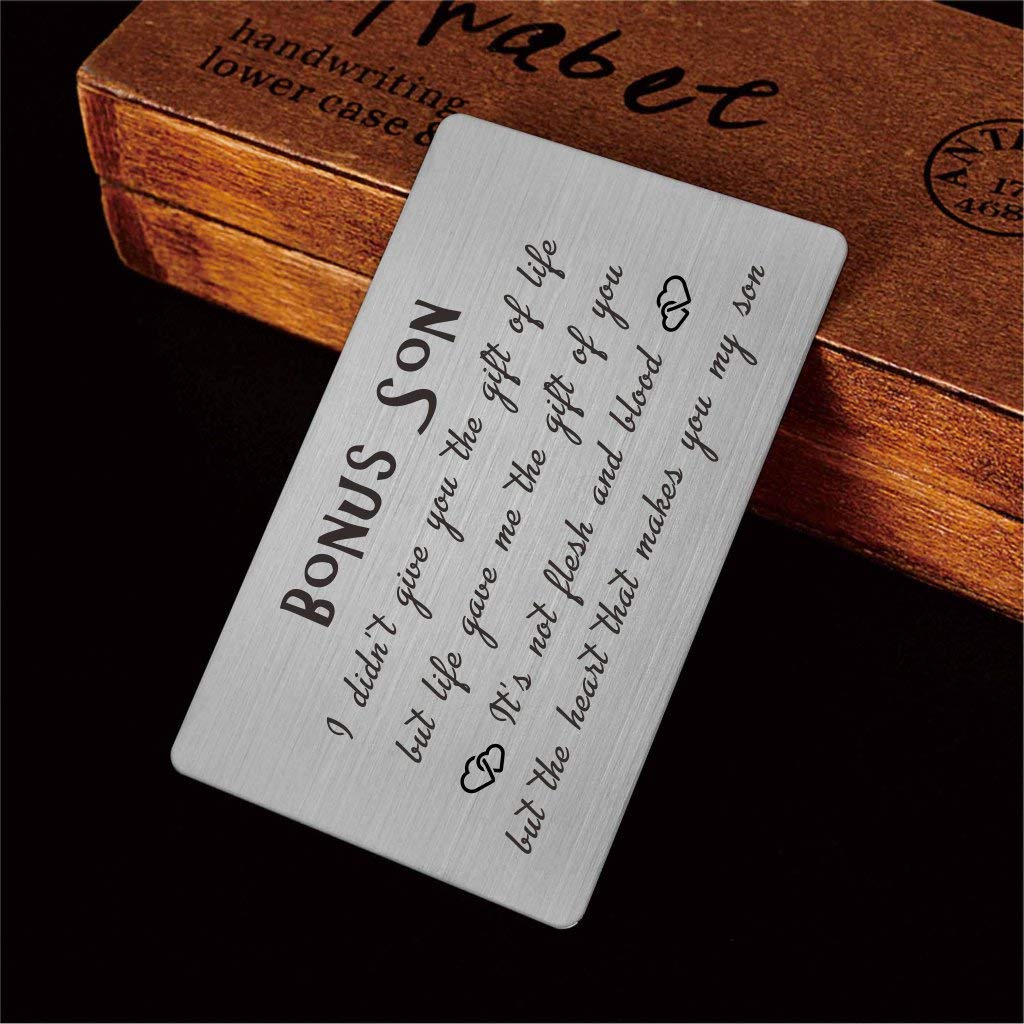 handwriting
lower case &
BONUS SON
I didn't give you the gift of life
but life gave me the gift of you
It's not flesh and blood
but the heart that makes you my son